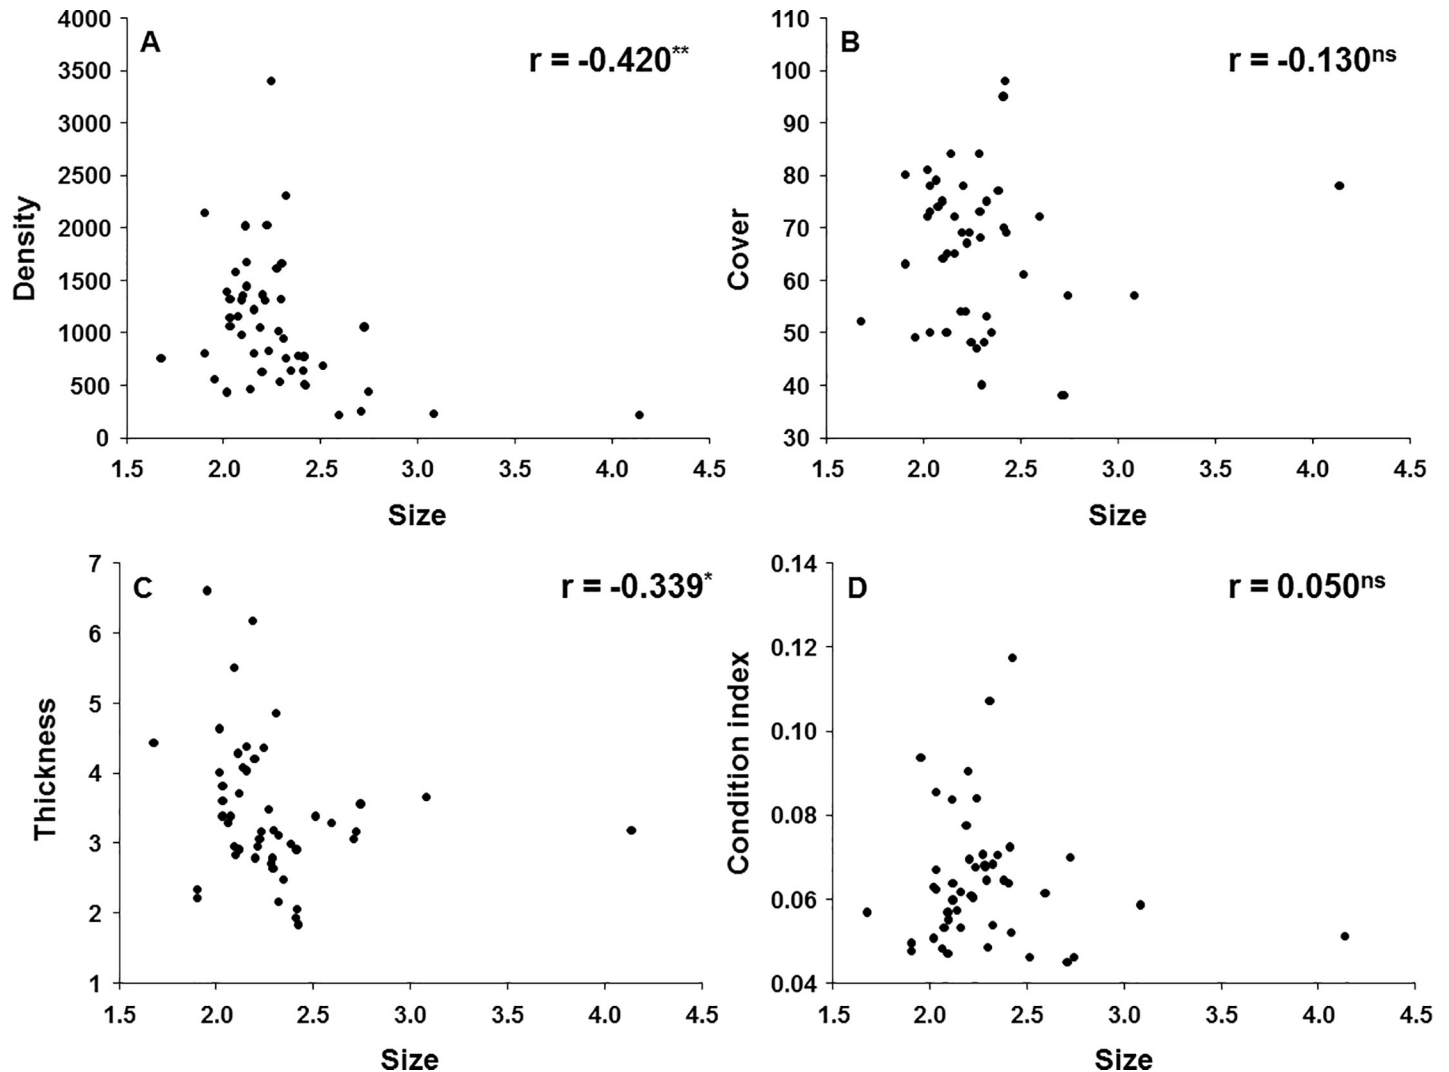 A
r = -0.420**
4000
3500
3000
2500
2000
1500
1000
500
0
Density
1.5 2.0 2.5 3.0 3.5 4.0 4.5
Size
B
r = -0.130ns
110
100
90
80
70
60
50
40
30
Cover
1.5 2.0 2.5 3.0 3.5 4.0 4.5
Size
C
r = -0.339*
7
6
5
4
3
2
1
Thickness
1.5 2.0 2.5 3.0 3.5 4.0 4.5
Size
D
r = 0.050ns
0.14
0.12
0.10
0.08
0.06
0.04
Condition index
1.5 2.0 2.5 3.0 3.5 4.0 4.5
Size